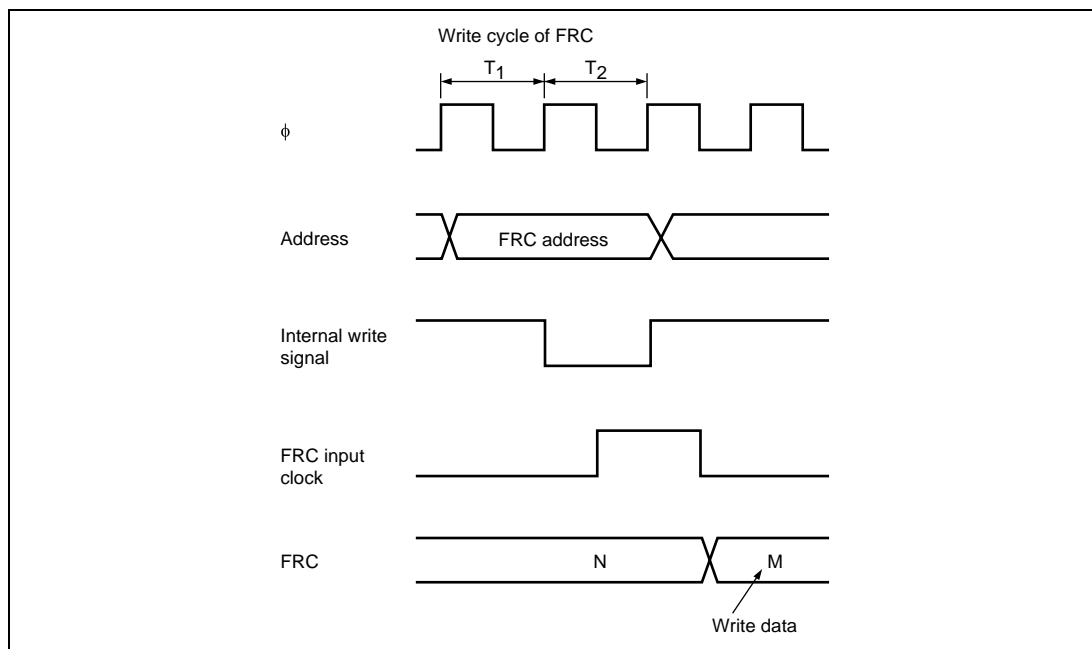 Write cycle of FRC
T1 T2
ϕ
Address
FRC address
Internal write
signal
FRC input
clock
FRC
N
M
Write data